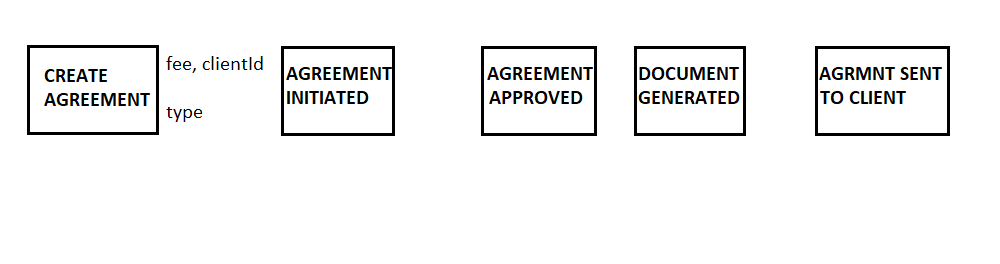 CREATE
AGREEMENT
fee, clientId
type
AGREEMENT
INITIATED
AGREEMENT
APPROVED
DOCUMENT
GENERATED
AGRMNT SENT
TO CLIENT